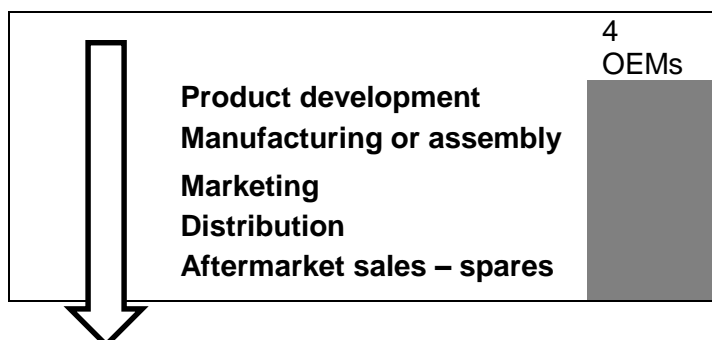 4
OEMs
Product development
Manufacturing or assembly
Marketing
Distribution
Aftermarket sales – spares